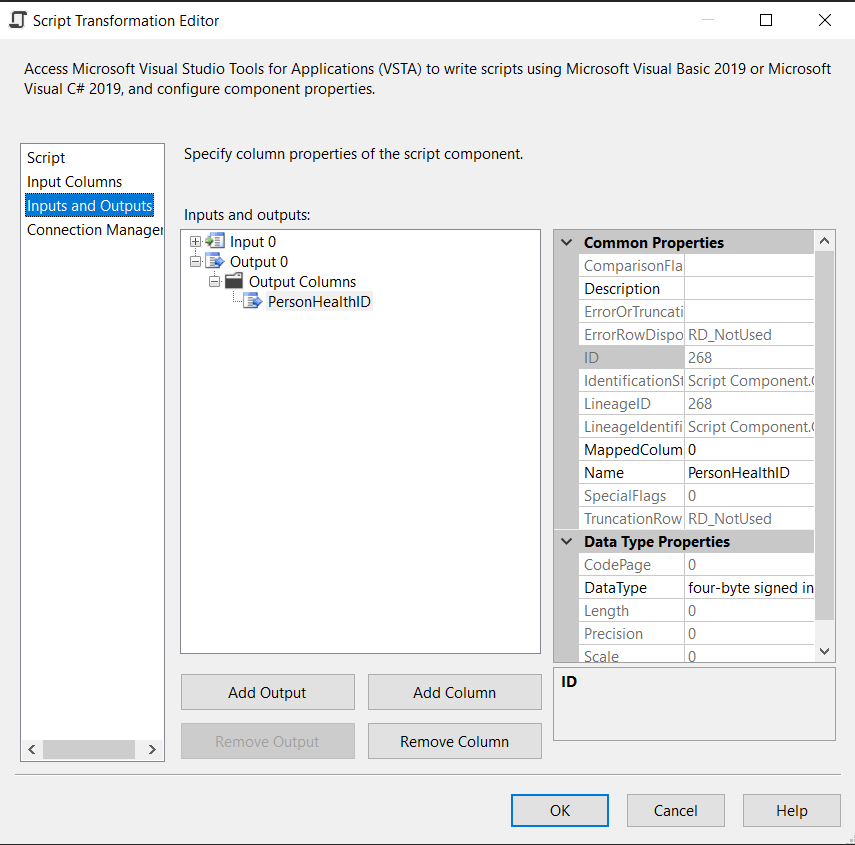 Script Transformation Editor
Access Microsoft Visual Studio Tools for Applications (VSTA) to write scripts using Microsoft Visual Basic 2019 or Microsoft
Visual C# 2019, and configure component properties.
Script
Input Columns
Inputs and Outputs
Connection Manager
Specify column properties of the script component.
Inputs and outputs:
Input 0
Output 0
Output Columns
PersonHealthID
Common Properties
ComparisonFla
Description
ErrorOrTruncati
ErrorRowDispo RD_NotUsed
ID 268
IdentificationSt Script Component.O
LineageID 268
LineageIdentifi Script Component.O
MappedColum 0
Name PersonHealthID
SpecialFlags 0
TruncationRow RD_NotUsed
Data Type Properties
CodePage 0
DataType four-byte signed in
Length 0
Precision 0
Scale 0
Add Output
Add Column
Remove Output
Remove Column
ID
OK
Cancel
Help